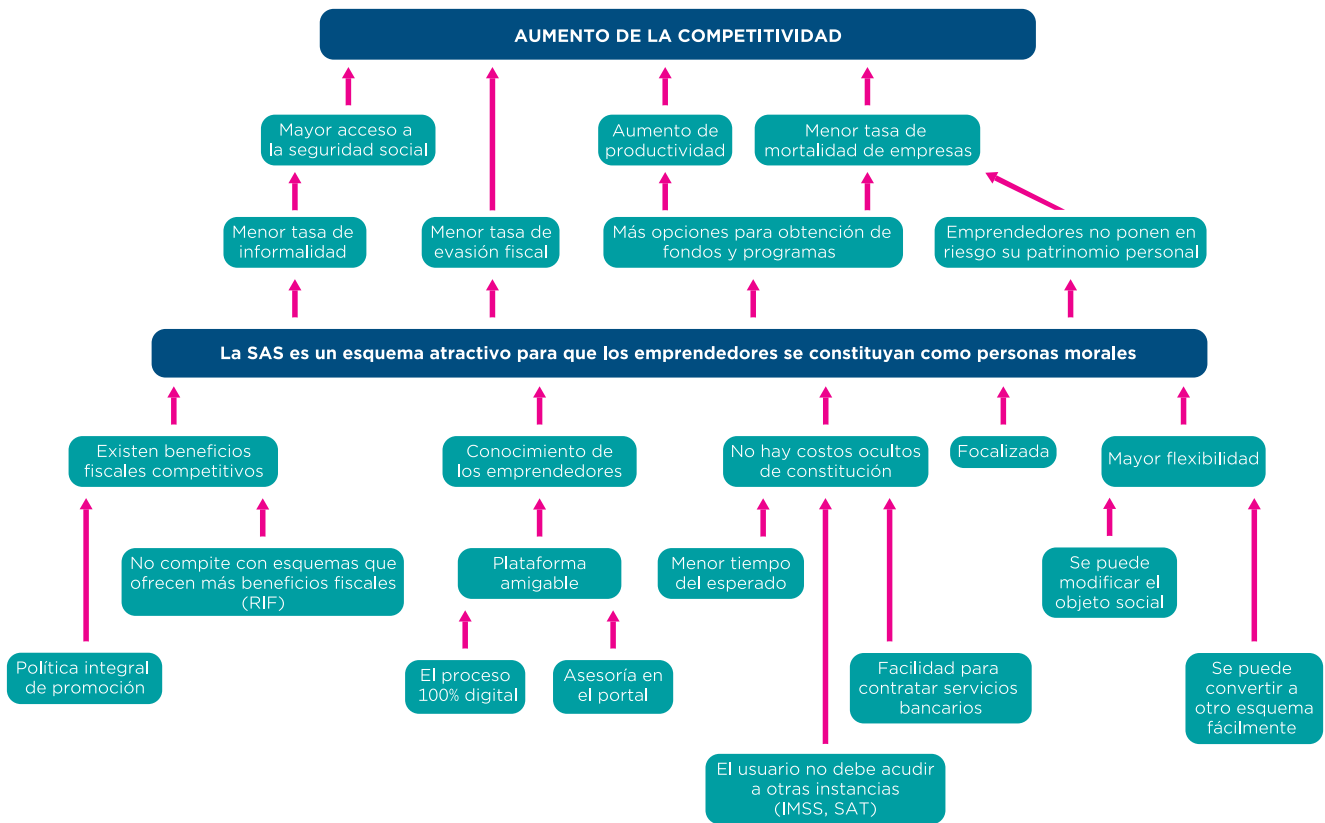 AUMENTO DE LA COMPETITIVIDAD
Mayor acceso a
la seguridad social
Aumento de
productividad
Menor tasa de
mortalidad de empresas
Menor tasa de
informalidad
Menor tasa de
evasión fiscal
Más opciones para obtención de
fondos y programas
Emprendedores no ponen en
riesgo su patrinomio personal
La SAS es un esquema atractivo para que los emprendedores se constituyan como personas morales
Existen beneficios
fiscales competitivos
Conocimiento de
los emprendedores
No hay costos ocultos
de constitución
Focalizada
Mayor flexibilidad
No compite con esquemas que
ofrecen más beneficios fiscales
(RIF)
Plataforma
amigable
Menor tiempo
del esperado
Se puede
modificar el
objeto social
Política integral
de promoción
El proceso
100% digital
Asesoría en
el portal
Facilidad para
contratar servicios
bancarios
Se puede
convertir a
otro esquema
fácilmente
El usuario no debe acudir
a otras instancias
(IMSS, SAT)